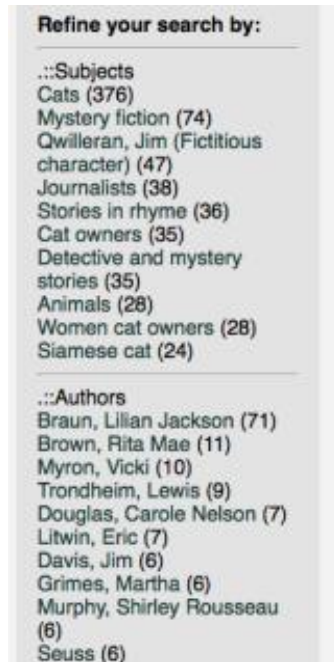 Refine your search by:
.::Subjects
Cats (376)
Mystery fiction (74)
Qwilleran, Jim (Fictitious
character) (47)
Journalists (38)
Stories in rhyme (36)
Cat owners (35)
Detective and mystery
stories (35)
Animals (28)
Women cat owners (28)
Siamese cat (24)
.::Authors
Braun, Lilian Jackson (71)
Brown, Rita Mae (11)
Myron, Vicki (10)
Trondheim, Lewis (9)
Douglas, Carole Nelson (7)
Litwin, Eric (7)
Davis, Jim (6)
Grimes, Martha (6)
Murphy, Shirley Rousseau
(6)
Seuss (6)